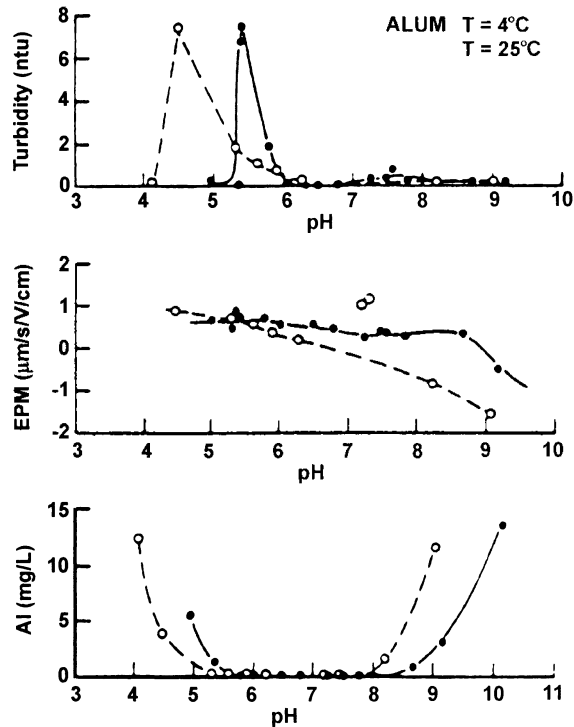 ALUM T = 4°C
T = 25°C
Turbidity (ntu)
8
6
4
2
0
3 4 5 6 7 8 9 10
pH
EPM (μm/s/V/cm)
2
1
0
-1
-2
3 4 5 6 7 8 9 10
pH
Al (mg/L)
15
10
5
0
3 4 5 6 7 8 9 10 11
pH